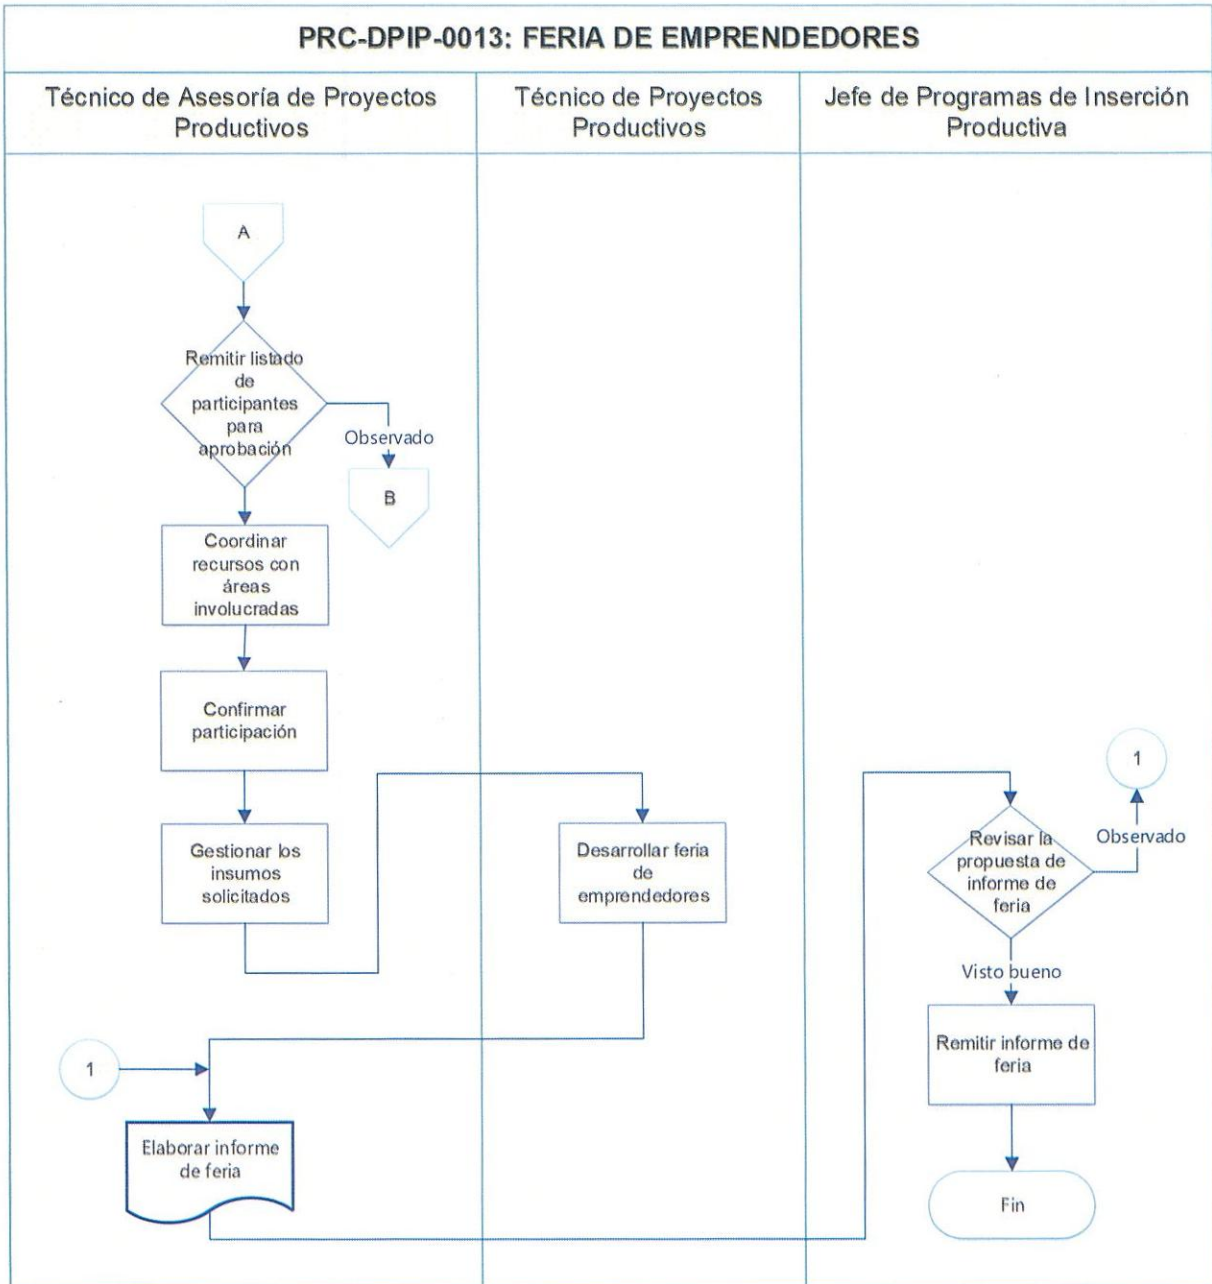 PRC-DPIP-0013: FERIA DE EMPRENDEDORES
Técnico de Asesoría de Proyectos
Productivos
Técnico de Proyectos
Productivos
Jefe de Programas de Inserción
Productiva
A
Remitir listado
de
participantes
para
aprobación
Observado
B
Coordinar
recursos con
áreas
involucradas
Confirmar
participación
Gestionar los
insumos
solicitados
Desarrollar feria
de
emprendedores
1
Revisar la
propuesta de
informe de
feria
Observado
Visto bueno
Remitir informe de
feria
1
Elaborar informe
de feria
Fin